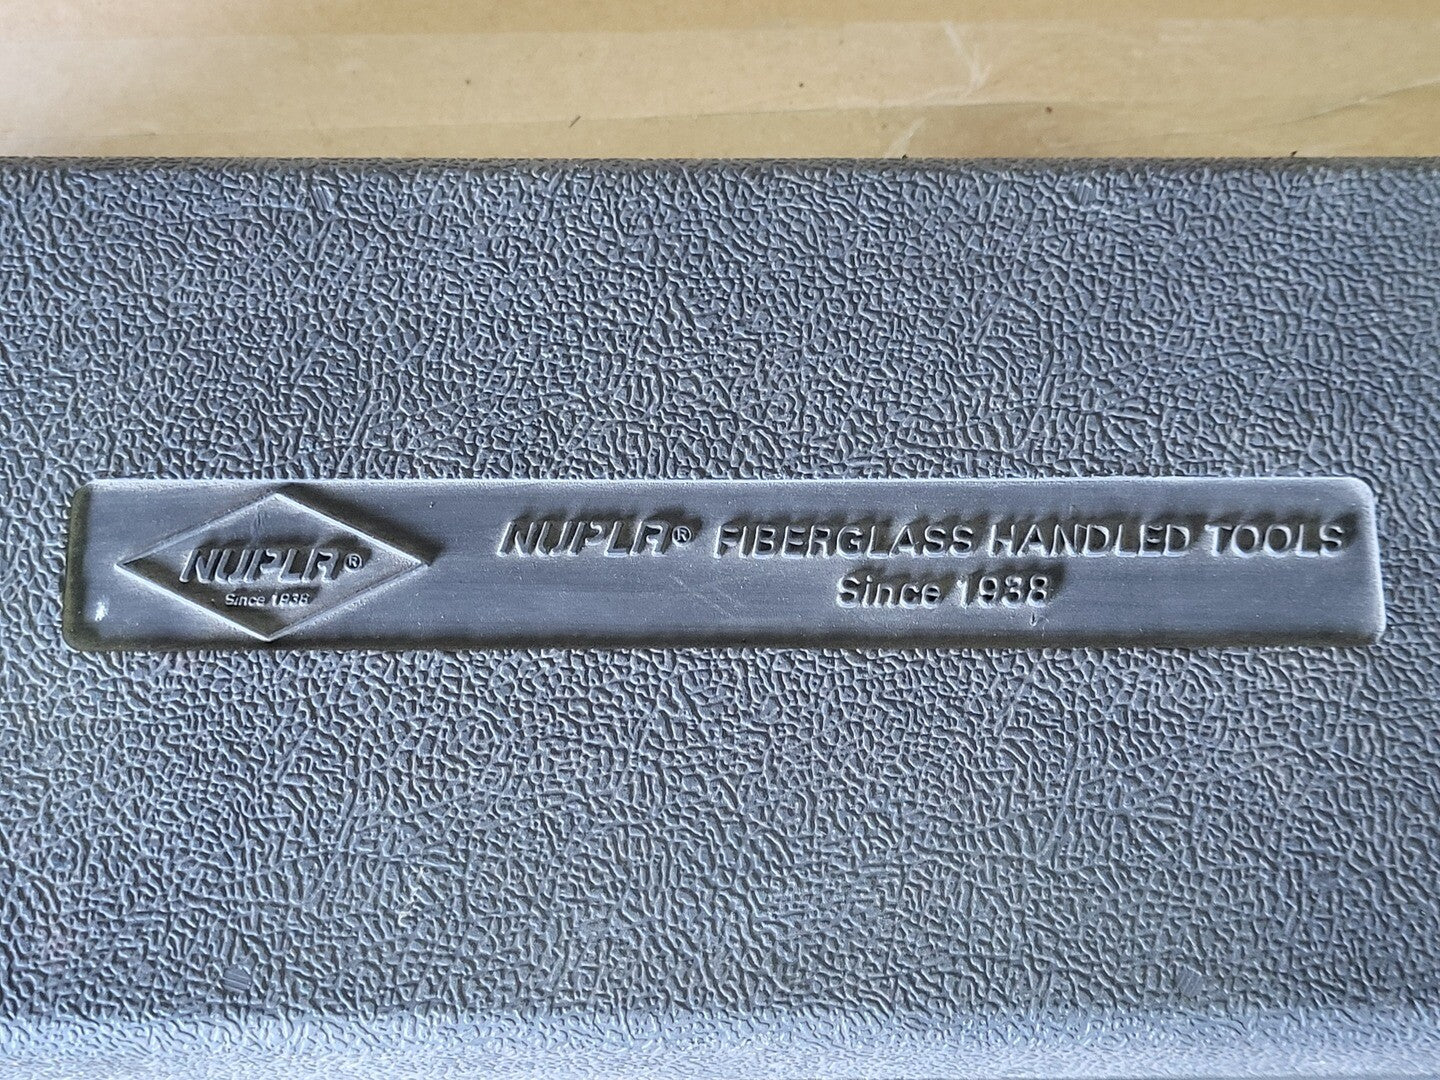 NUPLA®
Since 1938
NUPLA® FIBERGLASS HANDLED TOOLS
Since 1938